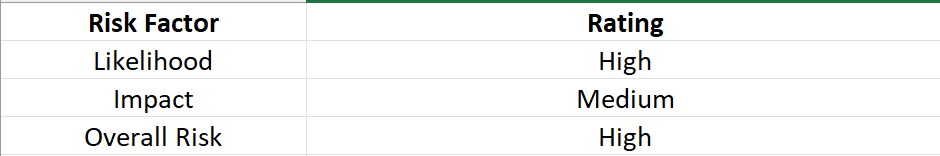 Risk Factor Rating
Likelihood High
Impact Medium
Overall Risk High